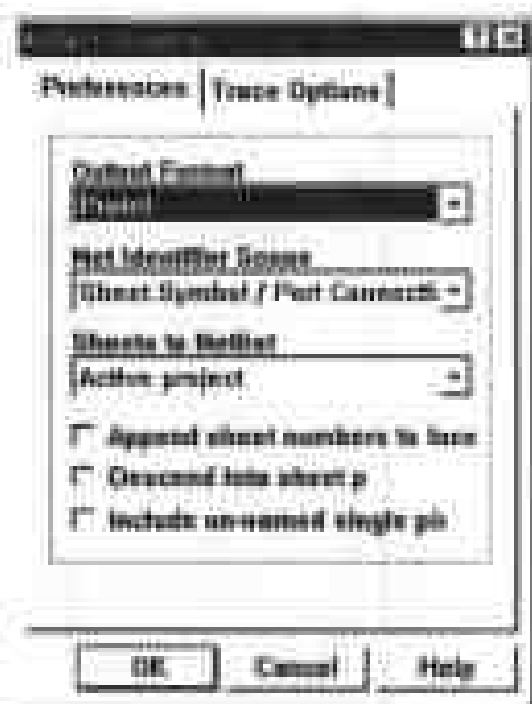 Preferences Trace Options
Output Format
Protel
Net Identifier Scope
Sheet Symbol / Port Connecti
Sheets to Netlist
Active project
Append sheet numbers to loca
Descend into sheet p
Include un-named single pi
OK Cancel Help